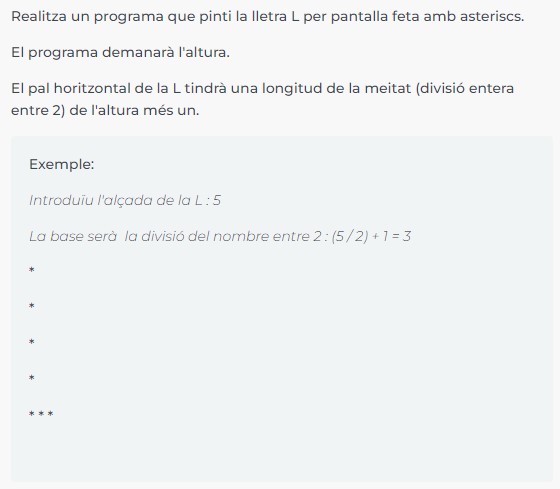 Realitza un programa que pinti la lletra L per pantalla feta amb asteriscs.
El programa demanarà l'altura.
El pal horitzontal de la L tindrà una longitud de la meitat (divisió entera
entre 2) de l'altura més un.
Exemple:
Introduïu l'alçada de la L : 5
La base serà  la divisió del nombre entre 2 : (5 / 2) + 1 = 3
*
*
*
*
* * *